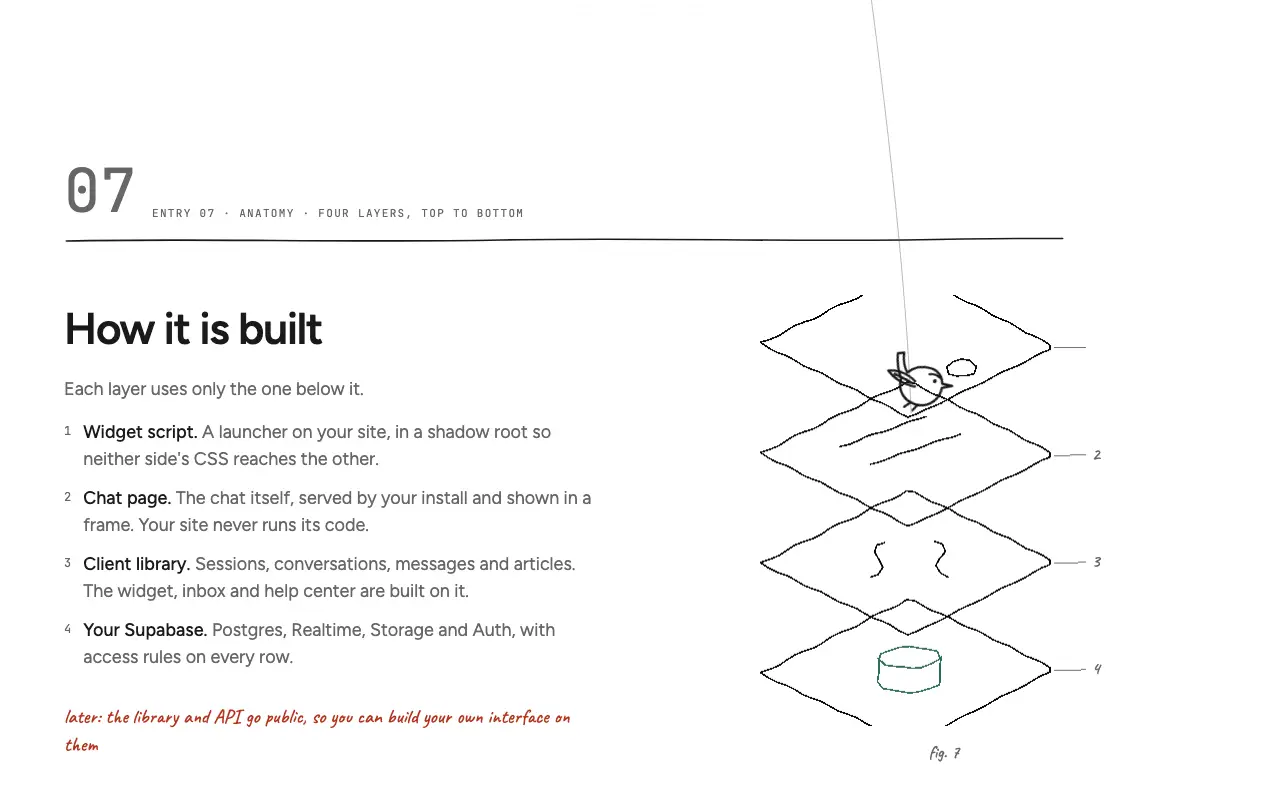 07
ENTRY 07 · ANATOMY · FOUR LAYERS, TOP TO BOTTOM
How it is built
Each layer uses only the one below it.
1 Widget script. A launcher on your site, in a shadow root so
neither side's CSS reaches the other.
2 Chat page. The chat itself, served by your install and shown in a
frame. Your site never runs its code.
3 Client library. Sessions, conversations, messages and articles.
The widget, inbox and help center are built on it.
4 Your Supabase. Postgres, Realtime, Storage and Auth, with
access rules on every row.
later: the library and API go public, so you can build your own interface on
them
2
3
4
fig. 7